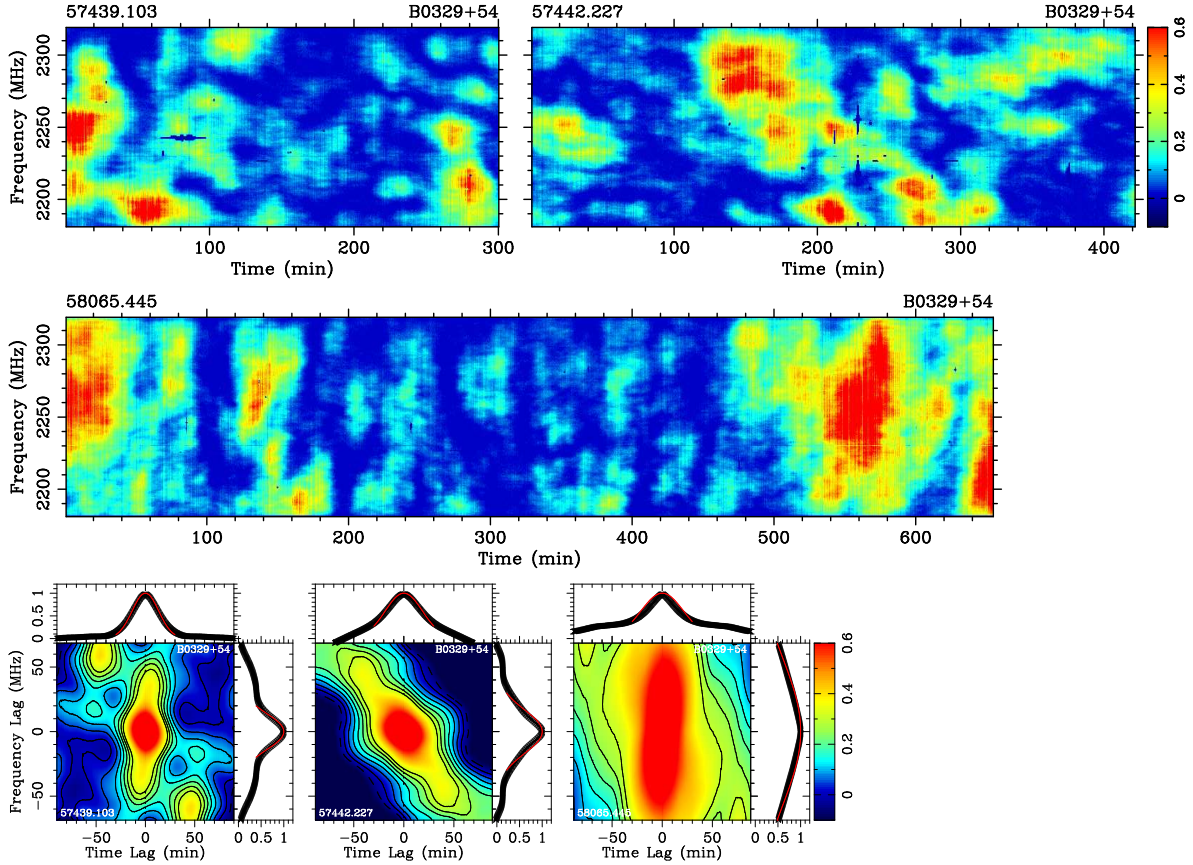 57439.103 B0329+54 57442.227 B0329+54
Frequency (MHz)
2200 2250 2300
100 200 300
Time (min)
100 200 300 400
Time (min)
0 0.2 0.4 0.6
58065.445 B0329+54
Frequency (MHz)
2200 2250 2300
100 200 300 400 500 600
Time (min)
0 0.5 1
B0329+54
57439.103
Frequency Lag (MHz)
−50 0 50
−50 0 50
Time Lag (min)
0.5 1
B0329+54
57442.227
−50 0 50
Time Lag (min)
0.5 1
B0329+54
58065.445
−50 0 50
Time Lag (min)
0.5 1
0 0.2 0.4 0.6